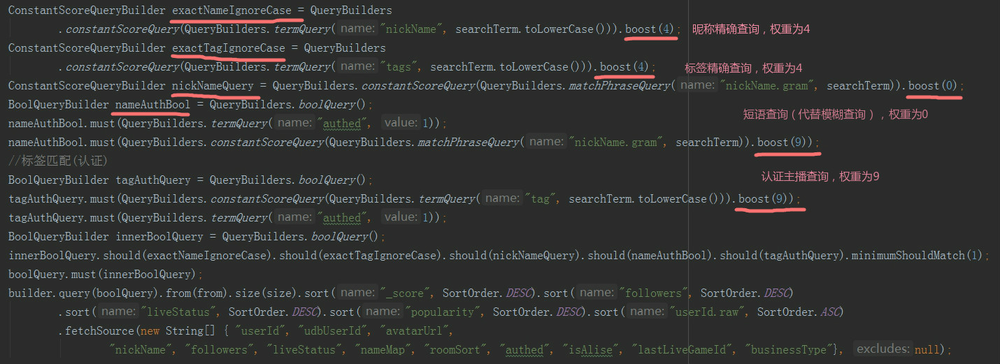 ConstantScoreQueryBuilder exactNameIgnoreCase = QueryBuilders
.constantScoreQuery(QueryBuilders.termQuery( name: "nickName", searchTerm.toLowerCase())).boost(4); 昵称精确查询，权重为4
ConstantScoreQueryBuilder exactTagIgnoreCase = QueryBuilders
.constantScoreQuery(QueryBuilders.termQuery( name: "tags", searchTerm.toLowerCase())).boost(4); 标签精确查询，权重为4
ConstantScoreQueryBuilder nickNameQuery = QueryBuilders.constantScoreQuery(QueryBuilders.matchPhraseQuery( name: "nickName.gram", searchTerm)).boost(0);
BoolQueryBuilder nameAuthBool = QueryBuilders.boolQuery();
短语查询（代替模糊查询），权重为0
nameAuthBool.must(QueryBuilders.termQuery( name: "authed", value: 1));
nameAuthBool.must(QueryBuilders.constantScoreQuery(QueryBuilders.matchPhraseQuery( name: "nickName.gram", searchTerm)).boost(9));
//标签匹配(认证)
认证主播查询，权重为9
BoolQueryBuilder tagAuthQuery = QueryBuilders.boolQuery();
tagAuthQuery.must(QueryBuilders.constantScoreQuery(QueryBuilders.termQuery( name: "tag", searchTerm.toLowerCase())).boost(9));
tagAuthQuery.must(QueryBuilders.termQuery( name: "authed", value: 1));
BoolQueryBuilder innerBoolQuery = QueryBuilders.boolQuery();
innerBoolQuery.should(exactNameIgnoreCase).should(exactTagIgnoreCase).should(nickNameQuery).should(nameAuthBool).should(tagAuthQuery).minimumShouldMatch(1);
boolQuery.must(innerBoolQuery);
builder.query(boolQuery).from(from).size(size).sort( name: "_score", SortOrder.DESC).sort( name: "followers", SortOrder.DESC)
.sort( name: "liveStatus", SortOrder.DESC).sort( name: "popularity", SortOrder.DESC).sort( name: "userId.raw", SortOrder.ASC)
.fetchSource(new String[] { "userId", "udbUserId", "avatarUrl",
"nickName", "followers", "liveStatus", "nameMap", "roomSort", "authed", "isAlise", "lastLiveGameId", "businessType"}, excludes: null);